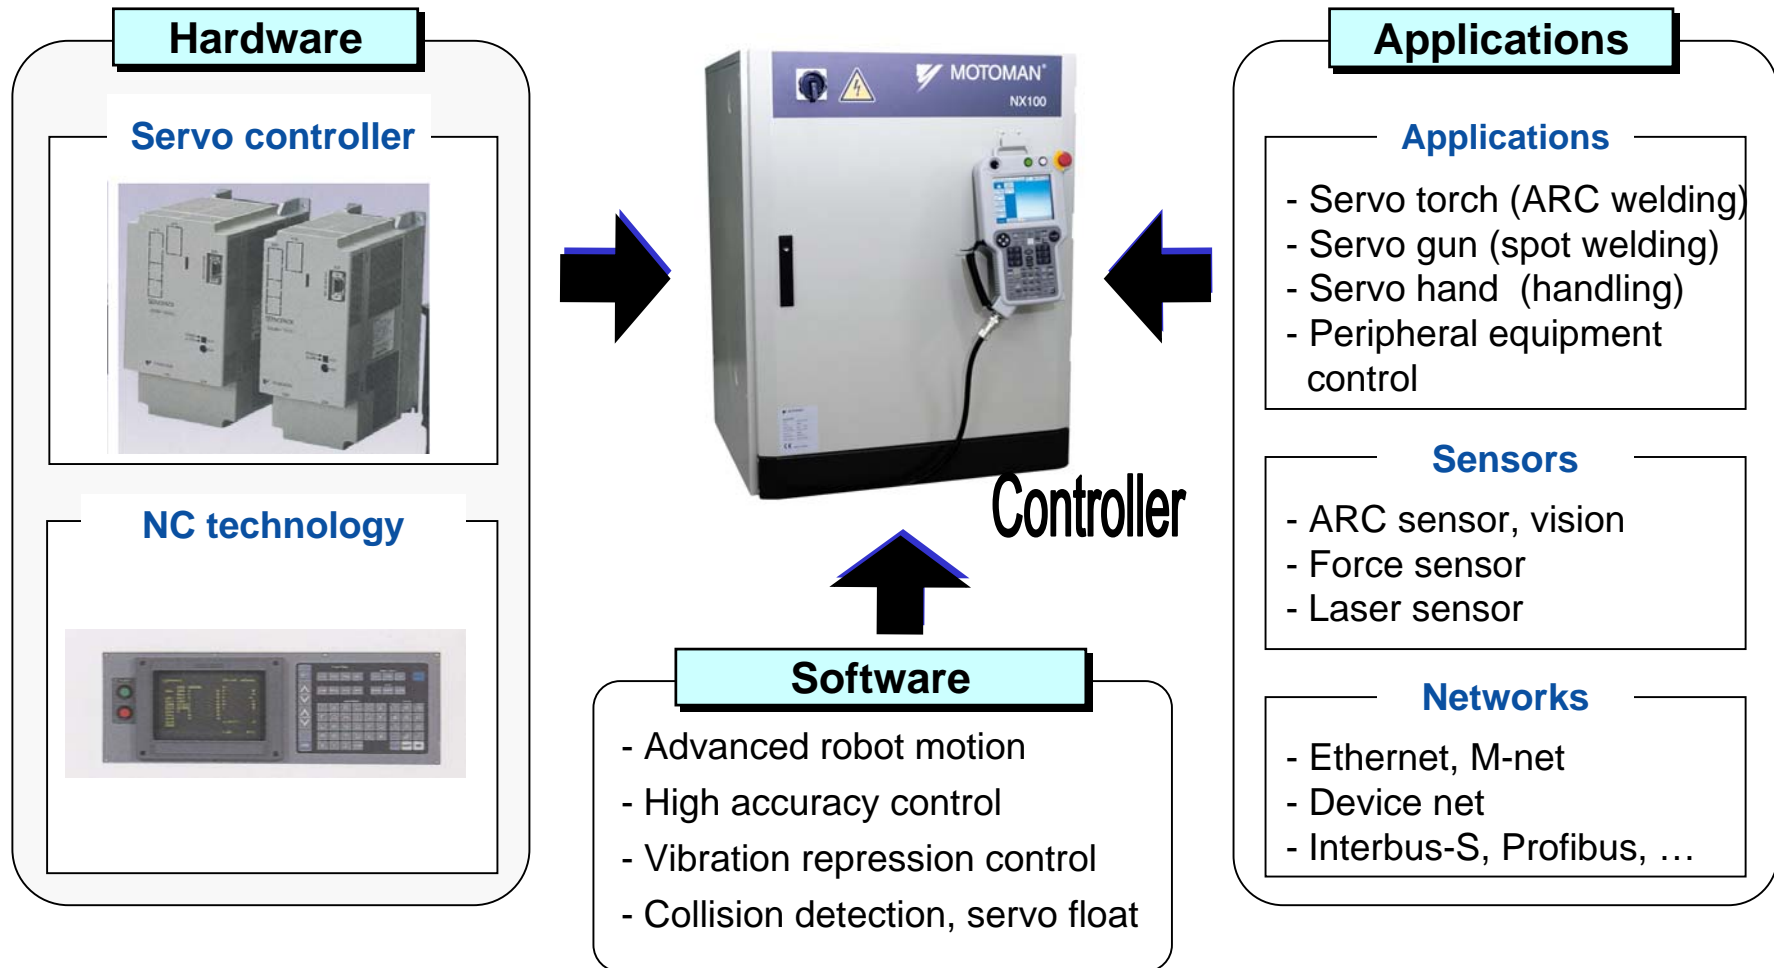 Hardware
Servo controller
NC technology
MOTOMAN®
NX100
Controller
Software
- Advanced robot motion
- High accuracy control
- Vibration repression control
- Collision detection, servo float
Applications
Applications
- Servo torch (ARC welding)
- Servo gun (spot welding)
- Servo hand (handling)
- Peripheral equipment
control
Sensors
- ARC sensor, vision
- Force sensor
- Laser sensor
Networks
- Ethernet, M-net
- Device net
- Interbus-S, Profibus, …